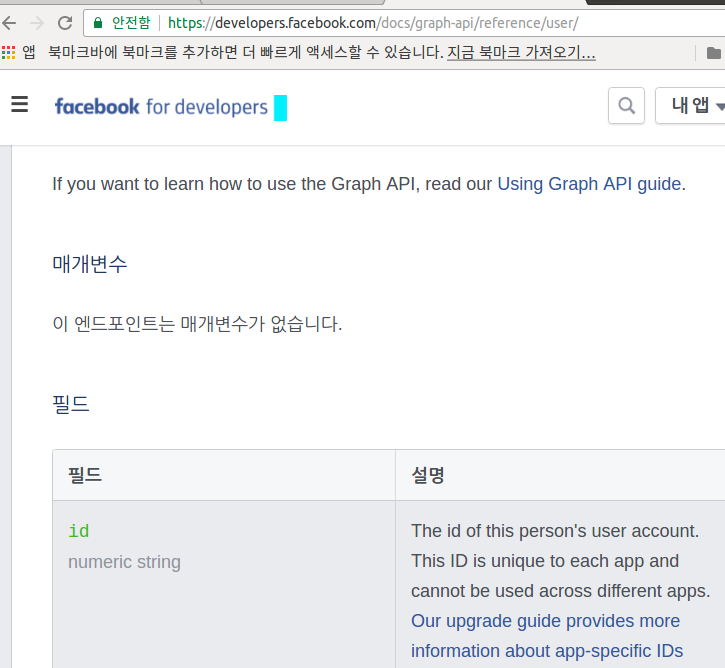 안전함 https://developers.facebook.com/docs/graph-api/reference/user/
앱 북마크바에 북마크를 추가하면 더 빠르게 액세스할 수 있습니다. 지금 북마크 가져오기...
facebook for developers
내 앱
If you want to learn how to use the Graph API, read our Using Graph API guide.
매개변수
이 엔드포인트는 매개변수가 없습니다.
필드
필드 설명
id
numeric string
The id of this person's user account.
This ID is unique to each app and
cannot be used across different apps.
Our upgrade guide provides more
information about app-specific IDs